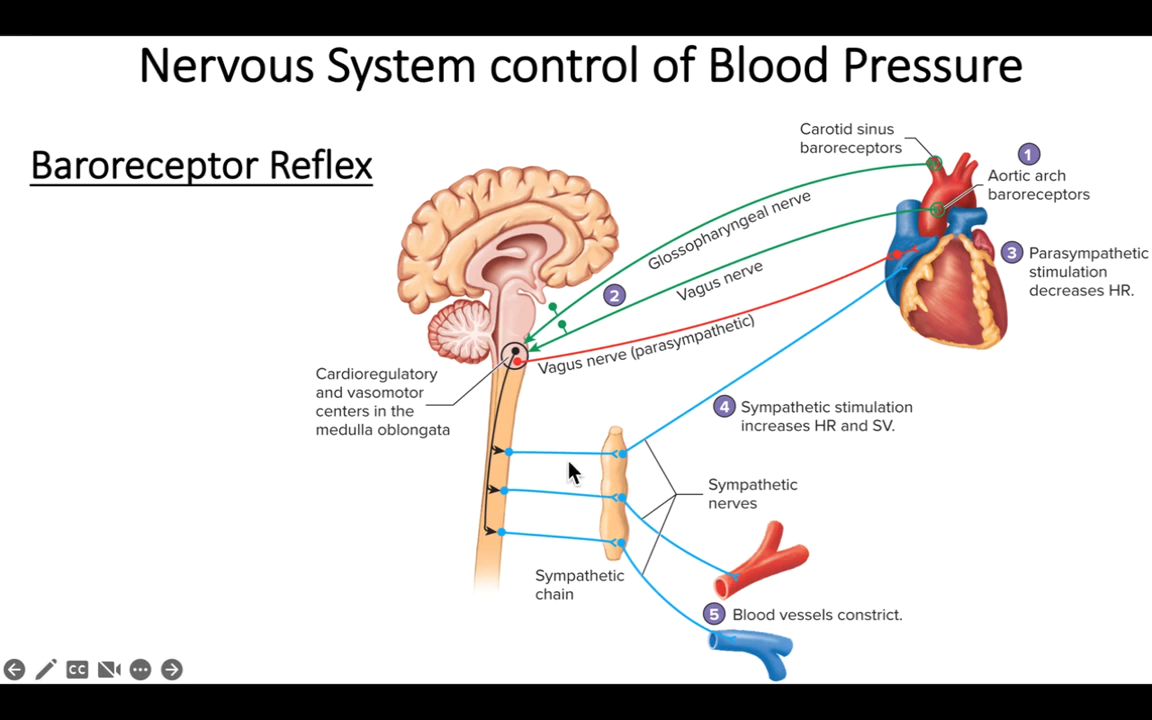 Nervous System control of Blood Pressure
Baroreceptor Reflex
Carotid sinus
baroreceptors
1
Aortic arch
baroreceptors
Glossopharyngeal nerve
Vagus nerve
2
3 Parasympathetic
stimulation
decreases HR.
Vagus nerve (parasympathetic)
Cardioregulatory
and vasomotor
centers in the
medulla oblongata
4 Sympathetic stimulation
increases HR and SV.
Sympathetic
nerves
Sympathetic
chain
5 Blood vessels constrict.
CC